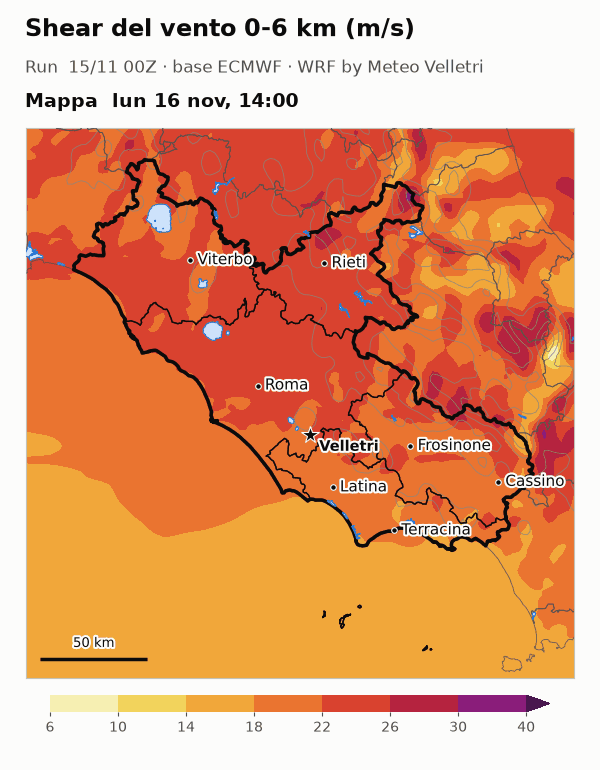 Shear del vento 0-6 km (m/s)
Run  15/11 00Z · base ECMWF · WRF by Meteo Velletri
Mappa  lun 16 nov, 14:00
Viterbo
Rieti
Roma
Velletri
Frosinone
Cassino
Latina
Terracina
50 km
6 10 14 18 22 26 30 40